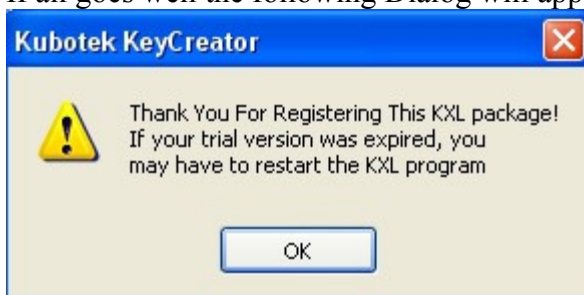 If all goes well the following Dialog will app
Kubotek KeyCreator
Thank You For Registering This KXL package!
If your trial version was expired, you
may have to restart the KXL program
OK